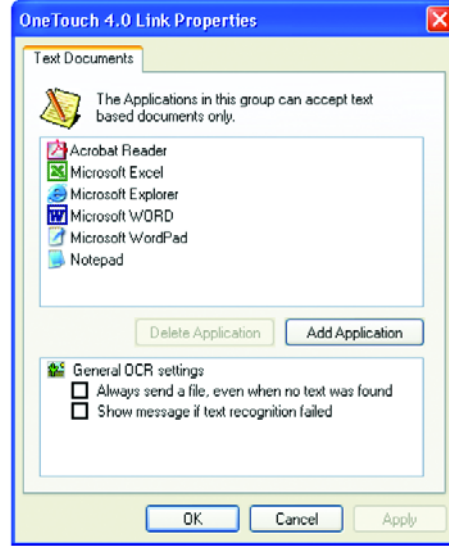 OneTouch 4.0 Link Properties
Text Documents
The Applications in this group can accept text
based documents only.
Acrobat Reader
Microsoft Excel
Microsoft Explorer
Microsoft WORD
Microsoft WordPad
Notepad
Delete Application Add Application
General OCR settings
Always send a file, even when no text was found
Show message if text recognition failed
OK Cancel Apply